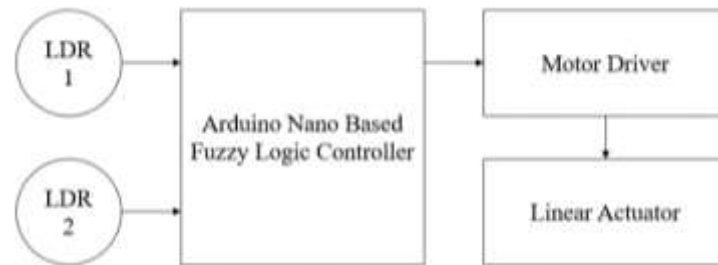 LDR
1
Arduino Nano Based
Fuzzy Logic Controller
Motor Driver
LDR
2
Linear Actuator